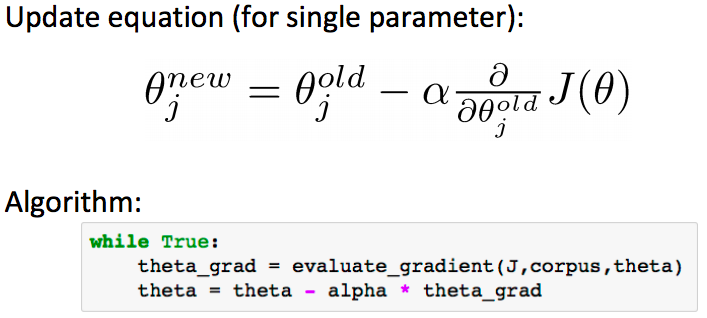 Update equation (for single parameter):
θ_j^{new} = θ_j^{old} − α \frac{∂}{∂θ_j^{old}} J(θ)
Algorithm:
while True:
    theta_grad = evaluate_gradient(J,corpus,theta)
    theta = theta - alpha * theta_grad